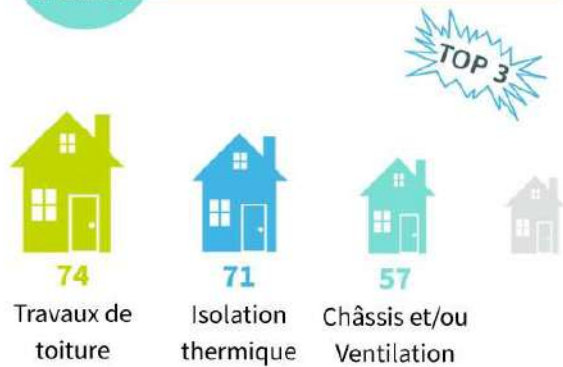 TOP 3
74
71
57
Travaux de
toiture
Isolation
thermique
Châssis et/ou
Ventilation